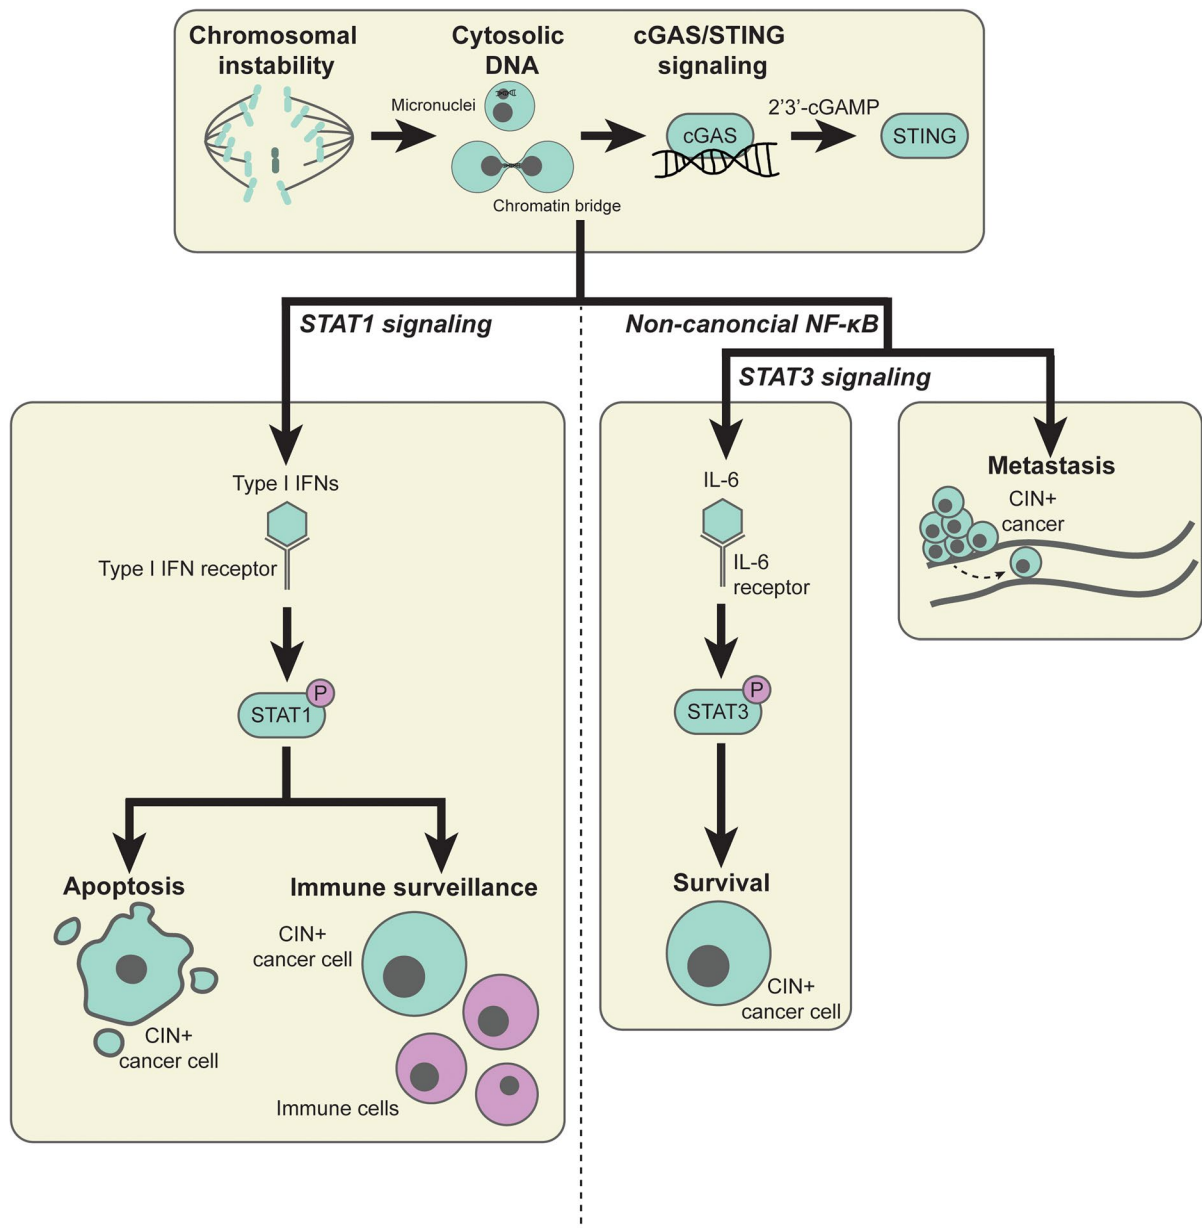 Chromosomal
instability
Cytosolic
DNA
cGAS/STING
signaling
Micronuclei
Chromatin bridge
cGAS
2'3'-cGAMP
STING
STAT1 signaling
Non-canoncial NF-κB
STAT3 signaling
Type I IFNs
Type I IFN receptor
STAT1
P
Apoptosis
CIN+
cancer cell
Immune surveillance
CIN+
cancer cell
Immune cells
IL-6
IL-6
receptor
STAT3
P
Survival
CIN+
cancer cell
Metastasis
CIN+
cancer